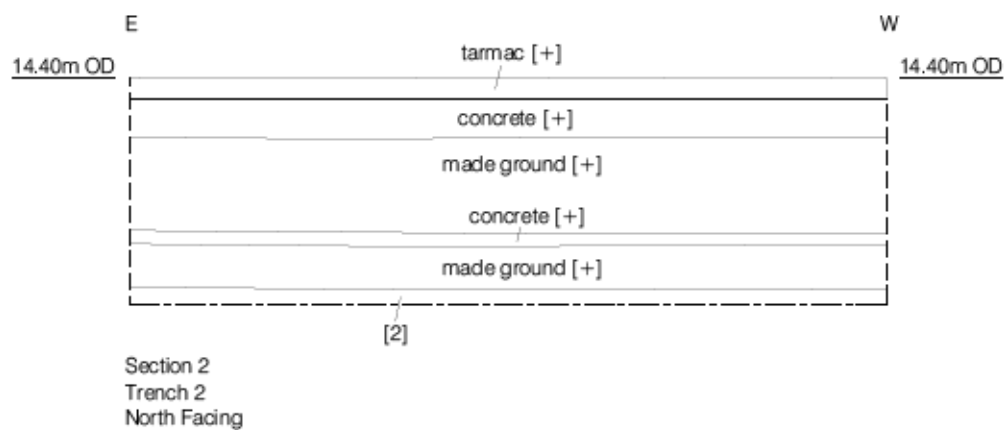 E W
tarmac [+]
14.40m OD 14.40m OD
concrete [+]
made ground [+]
concrete [+]
made ground [+]
[2]
Section 2
Trench 2
North Facing